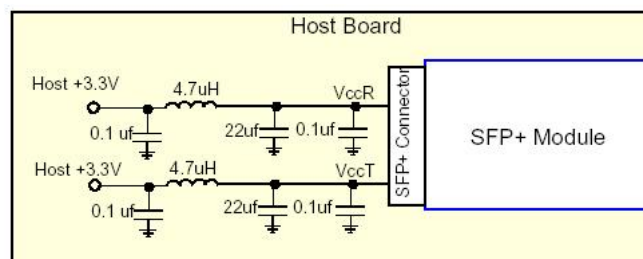 Host Board
Host +3.3V
4.7uH
VccR
0.1 uf
22uf
0.1uf
Host +3.3V
4.7uH
VccT
0.1 uf
22uf
0.1uf
SFP+ Connector
SFP+ Module